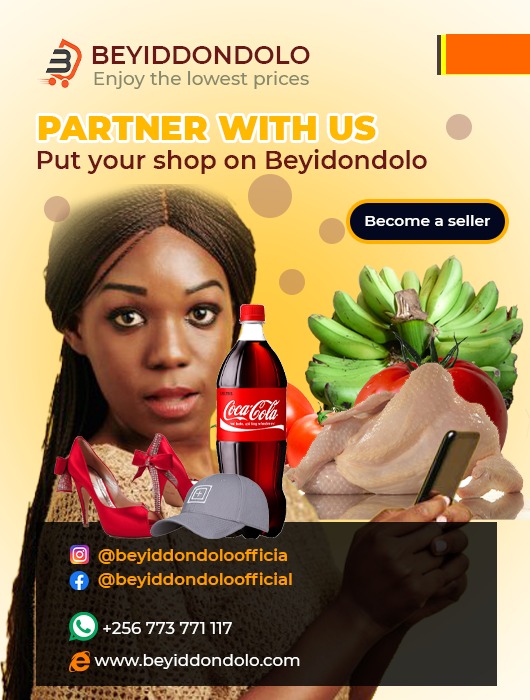 BEYIDDONDOLO
Enjoy the lowest prices
PARTNER WITH US
Put your shop on Beyidondolo
Become a seller
Coca-Cola
@beyiddondoloofficia
@beyiddondoloofficial
+256 773 771 117
www.beyiddondolo.com